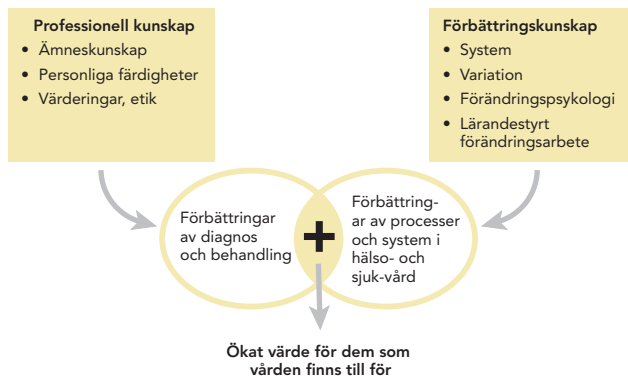 Professionell kunskap
• Ämneskunskap
• Personliga färdigheter
• Värderingar, etik
Förbättringskunskap
• System
• Variation
• Förändringspsykologi
• Lärandestyrt
förändringsarbete
Förbättringar
av diagnos
och behandling
+
Förbättring-
ar av processer
och system i
hälso- och
sjuk-vård
Ökat värde för dem som
vården finns till för